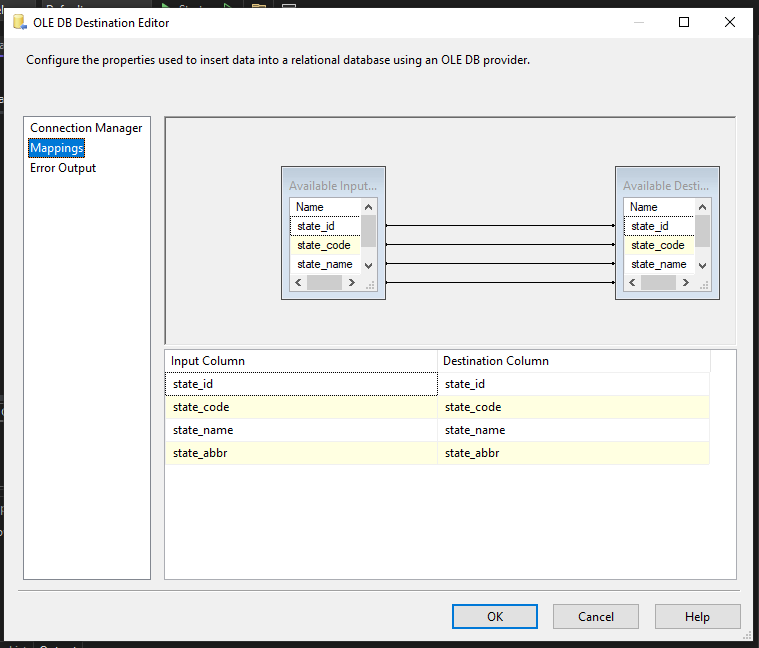 OLE DB Destination Editor
Configure the properties used to insert data into a relational database using an OLE DB provider.
Connection Manager
Mappings
Error Output
Available Input...
Name
state_id
state_code
state_name
Available Desti...
Name
state_id
state_code
state_name
Input Column Destination Column
state_id state_id
state_code state_code
state_name state_name
state_abbr state_abbr
OK Cancel Help